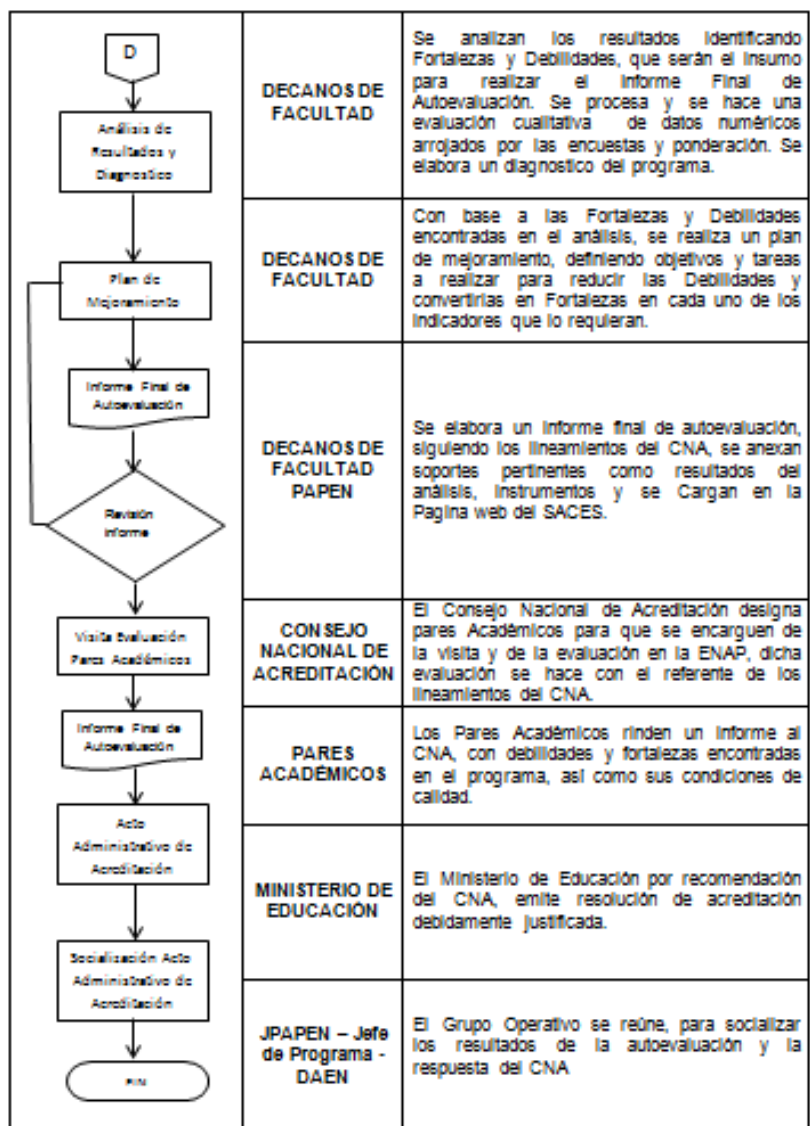 D
DECANOS DE
FACULTAD
Se analizan los resultados identificando
Fortalezas y Debilidades, que serán el insumo
para realizar el Informe Final de
Autoevaluación. Se procesa y se hace una
evaluación cualitativa de datos numéricos
arrojados por las encuestas y ponderación. Se
elabora un diagnostico del programa.
Análisis de
Resultados y
Diagnostico
Plan de
Mejoramiento
DECANOS DE
FACULTAD
Con base a las Fortalezas y Debilidades
encontradas en el análisis, se realiza un plan
de mejoramiento, definiendo objetivos y tareas
a realizar para reducir las Debilidades y
convertirlas en Fortalezas en cada uno de los
indicadores que lo requieran.
Informe Final de
Autoevaluación
Revisión
informe
DECANOS DE
FACULTAD
PAPEN
Se elabora un informe final de autoevaluación,
siguiendo los lineamientos del CNA, se anexan
soportes pertinentes como resultados del
análisis, instrumentos y se Cargan en la
Pagina web del SACES.
Visita Evaluación
Pares Académicos
CONSEJO
NACIONAL DE
ACREDITACIÓN
El Consejo Nacional de Acreditación designa
pares Académicos para que se encarguen de
la visita y de la evaluación en la ENAP, dicha
evaluación se hace con el referente de los
lineamientos del CNA.
Informe Final de
Autoevaluación
PARES
ACADÉMICOS
Los Pares Académicos rinden un informe al
CNA, con debilidades y fortalezas encontradas
en el programa, así como sus condiciones de
calidad.
Acto
Administrativo de
Acreditación
MINISTERIO DE
EDUCACIÓN
El Ministerio de Educación por recomendación
del CNA, emite resolución de acreditación
debidamente justificada.
Socialización Acto
Administrativo de
Acreditación
FIN
JPAPEN – Jefe
de Programa -
DAEN
El Grupo Operativo se reúne, para socializar
los resultados de la autoevaluación y la
respuesta del CNA